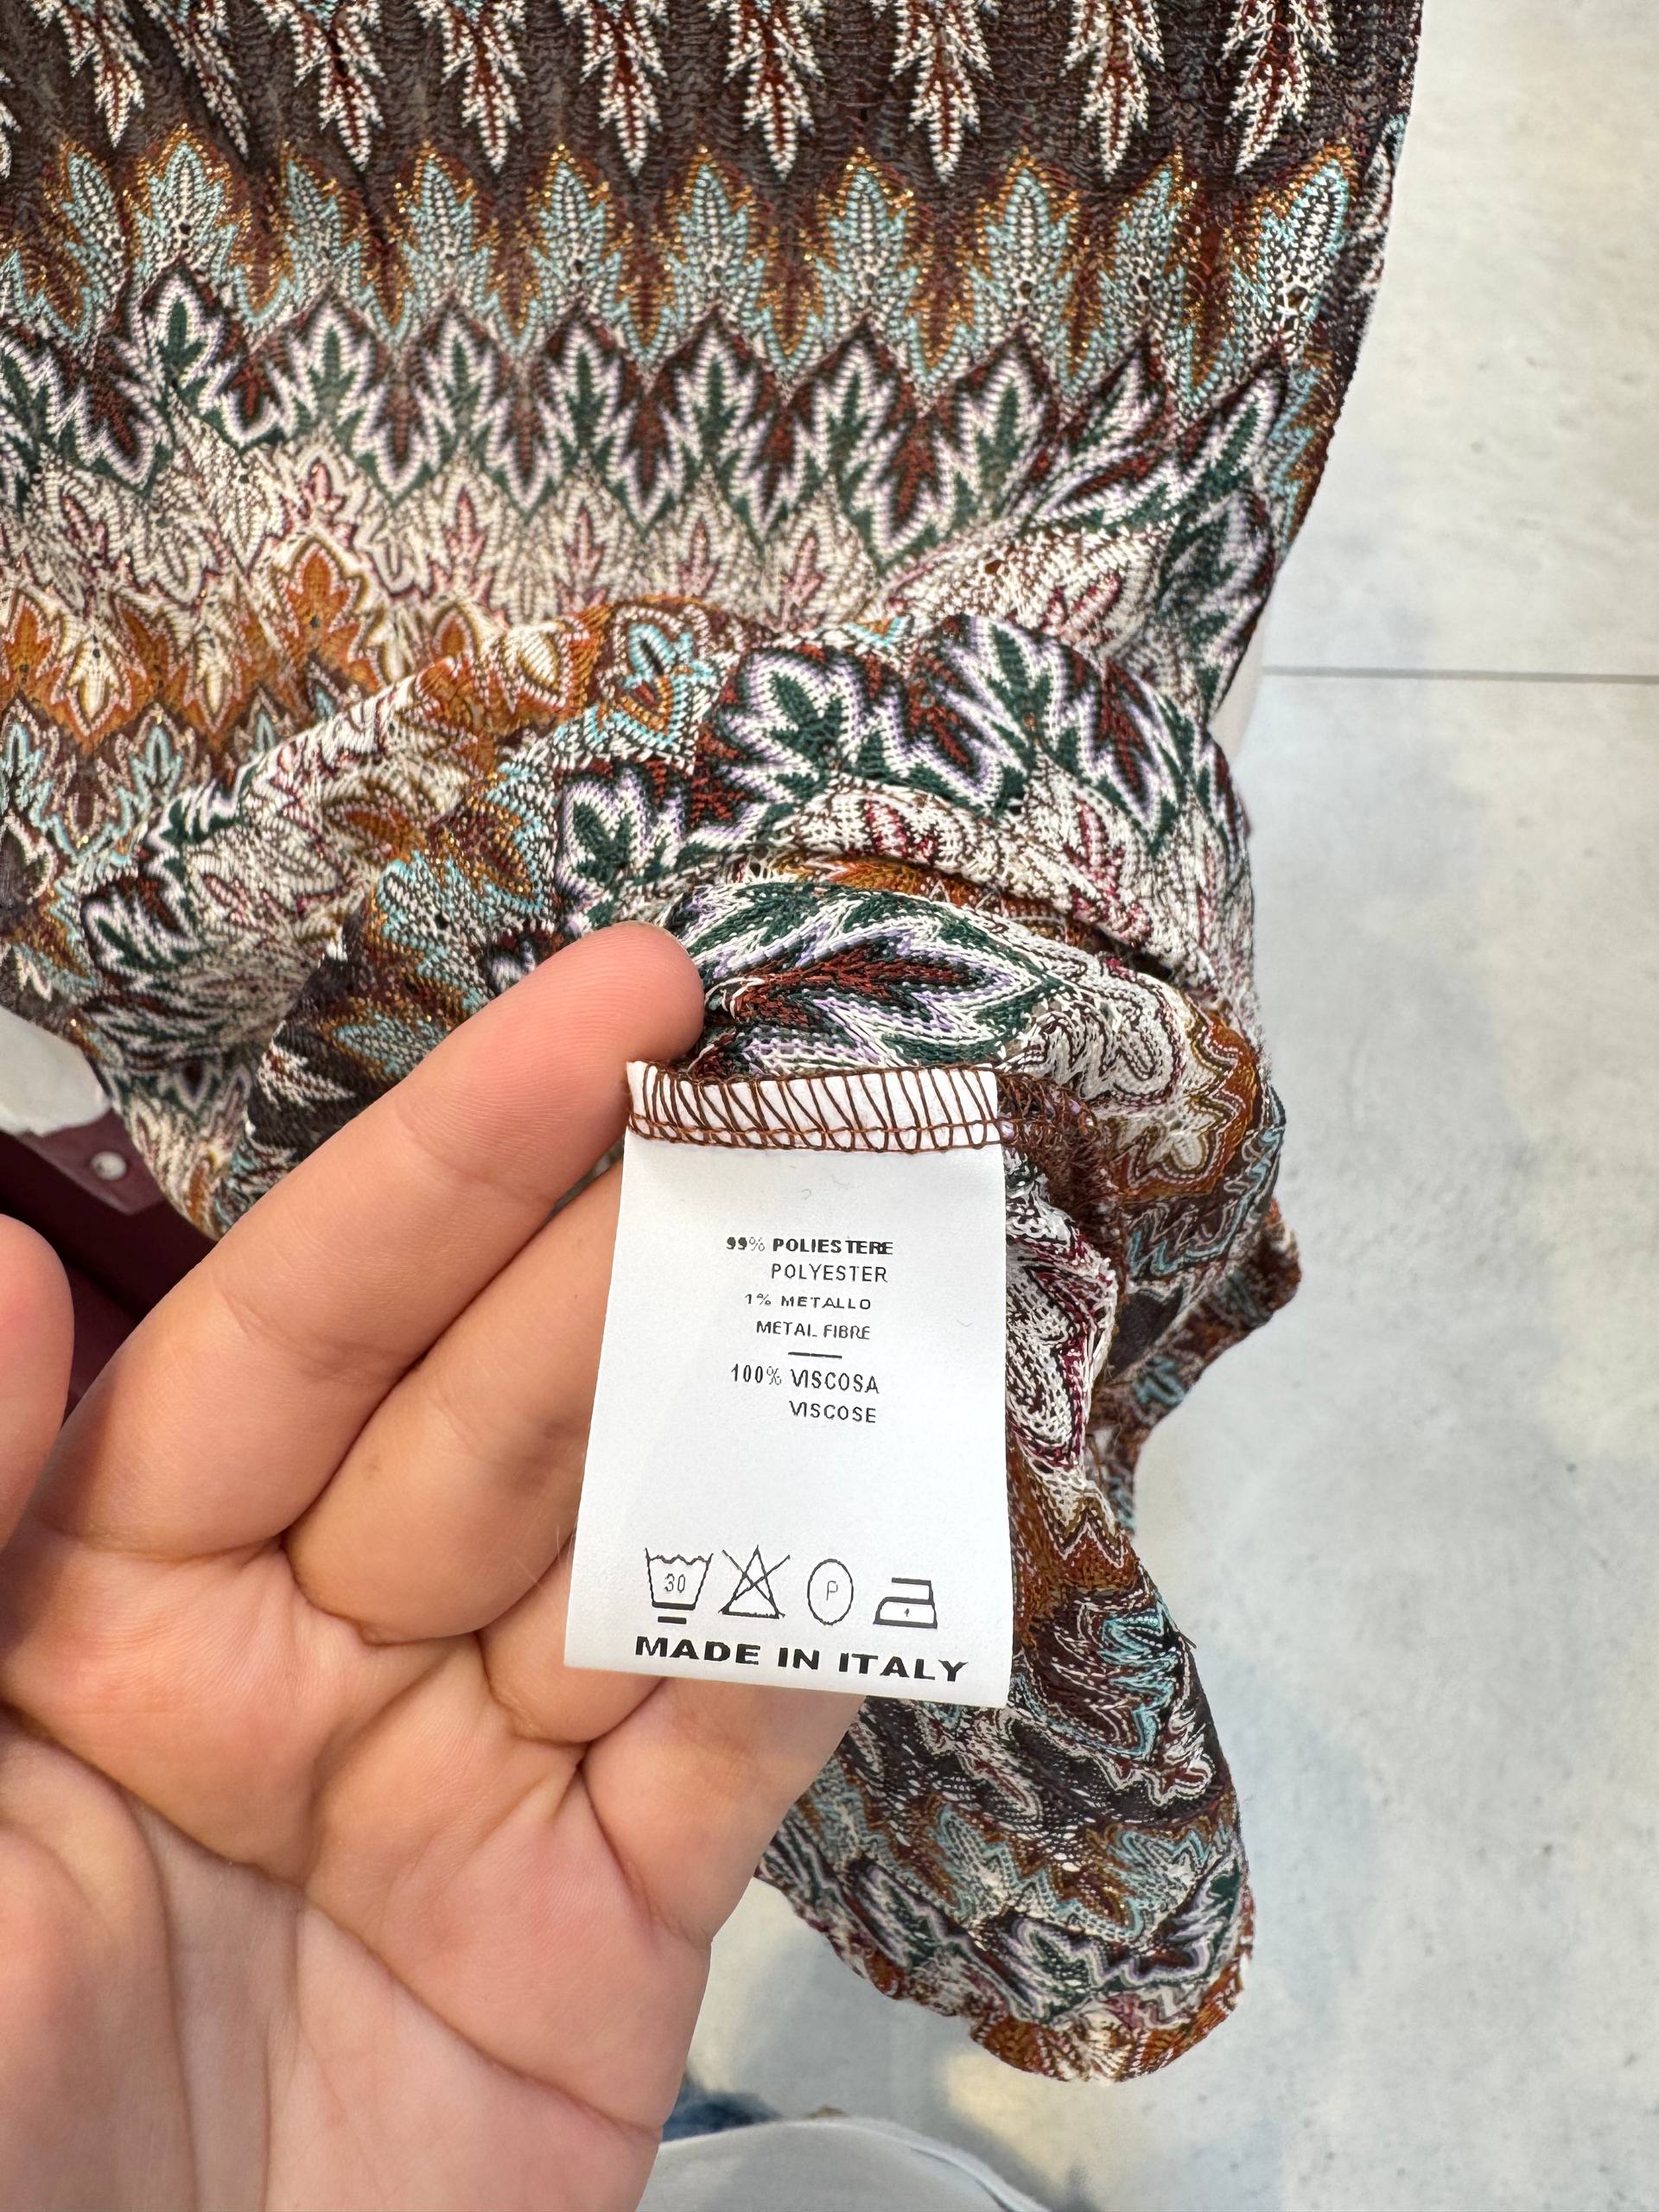 99% POLIESTERE
POLYESTER
1% METALLO
METAL FIBRE
100% VISCOSA
VISCOSE
30 P
MADE IN ITALY